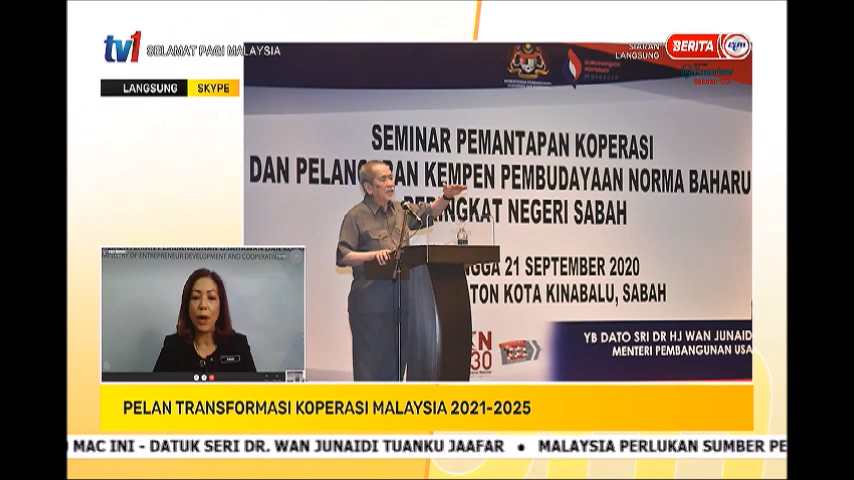 tv1 SELAMAT PAGI MALAYSIA
SIARAN LANGSUNG
BERITA rtm
LANGSUNG SKYPE
SEMINAR PEMANTAPAN KOPERASI
DAN KEMPEN PEMBUDAYAAN NORMA BAHARU
NEGERI SABAH
21 SEPTEMBER 2020
KOTA KINABALU, SABAH
YB DATO SRI DR HJ WAN JUNAID
MENTERI PEMBANGUNAN USA
30
MINISTRY OF ENTREPRENEUR DEVELOPMENT AND COOPERATIVES
PELAN TRANSFORMASI KOPERASI MALAYSIA 2021-2025
MAC INI - DATUK SERI DR. WAN JUNAIDI TUANKU JAAFAR • MALAYSIA PERLUKAN SUMBER PE